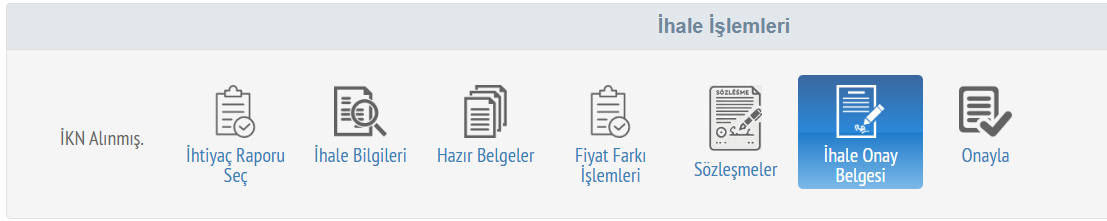 İhale İşlemleri
İKN Alınmış.
İhtiyaç Raporu
Seç
İhale Bilgileri
Hazır Belgeler
Fiyat Farkı
İşlemleri
SÖZLEŞME
Sözleşmeler
İhale Onay
Belgesi
Onayla